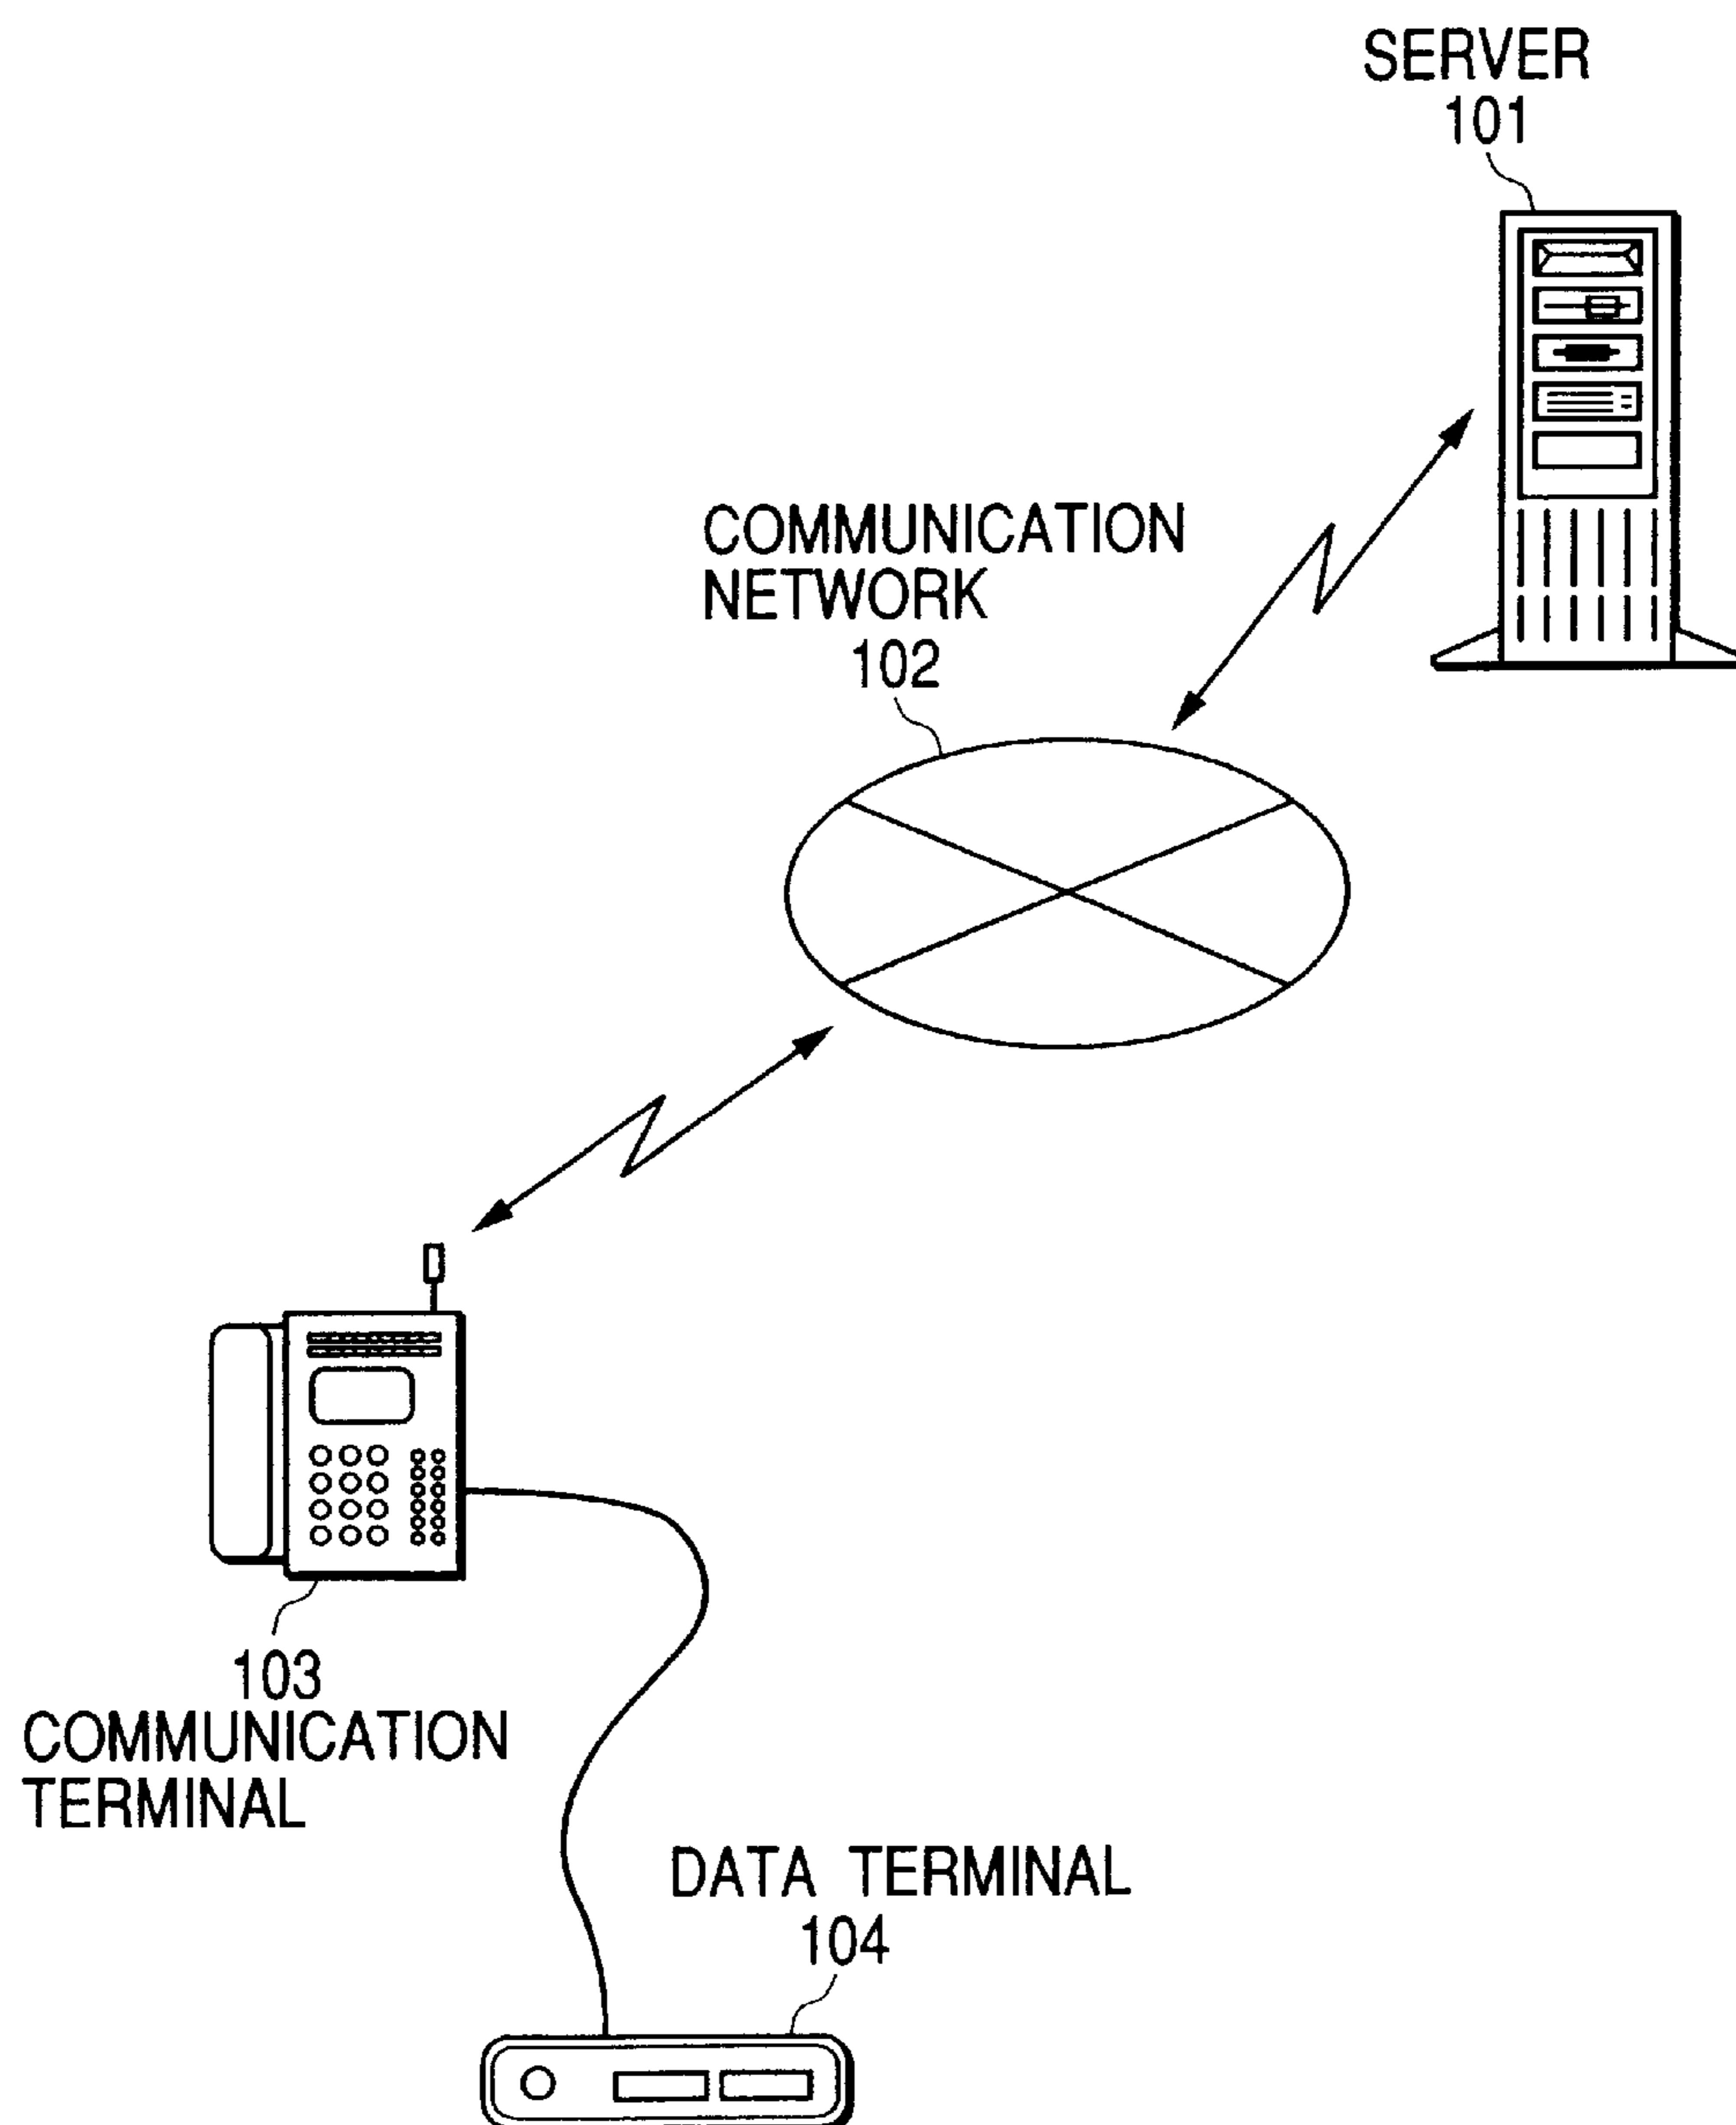 SERVER
101
COMMUNICATION
NETWORK
102
103
COMMUNICATION
TERMINAL
DATA TERMINAL
104